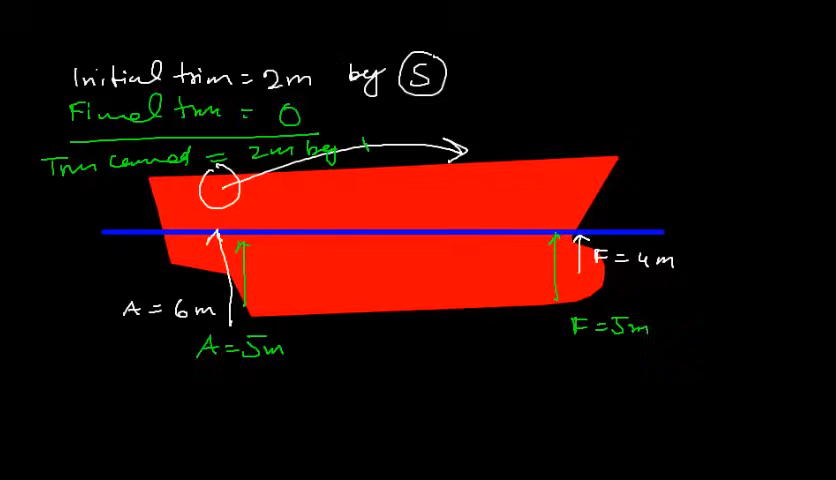 Initial trim = 2m by S
Final trim = 0
Trim caused = 2m by
F = 4m
A = 6m
F = 5m
A = 5m